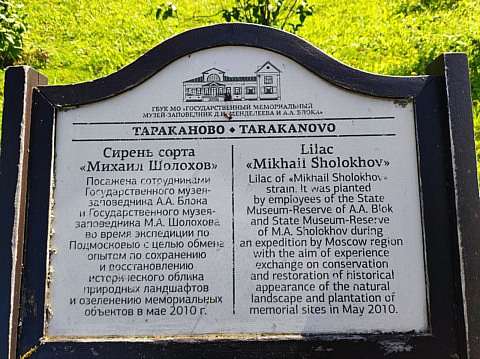 ГБУК МО «ГОСУДАРСТВЕННЫЙ МЕМОРИАЛЬНЫЙ
МУЗЕЙ-ЗАПОВЕДНИК Д.И. МЕНДЕЛЕЕВА И А.А. БЛОКА»
ТАРАКАНОВО • TARAKANOVO
Сирень сорта
«Михаил Шолохов»
Посажена сотрудниками
Государственного музея-
заповедника А.А. Блока
и Государственного музея-
заповедника М.А. Шолохова
во время экспедиции по
Подмосковью с целью обмена
опытом по сохранению
и восстановлению
исторического облика
природных ландшафтов
и озеленению мемориальных
объектов в мае 2010 г.
Lilac
«Mikhail Sholokhov»
Lilac of «Mikhail Sholokhov»
strain. It was planted
by employees of the State
Museum-Reserve of A.A. Blok
and State Museum-Reserve
of M.A. Sholokhov during
an expedition by Moscow region
with the aim of experience
exchange on conservation
and restoration of historical
appearance of the natural
landscape and plantation of
memorial sites in May 2010.